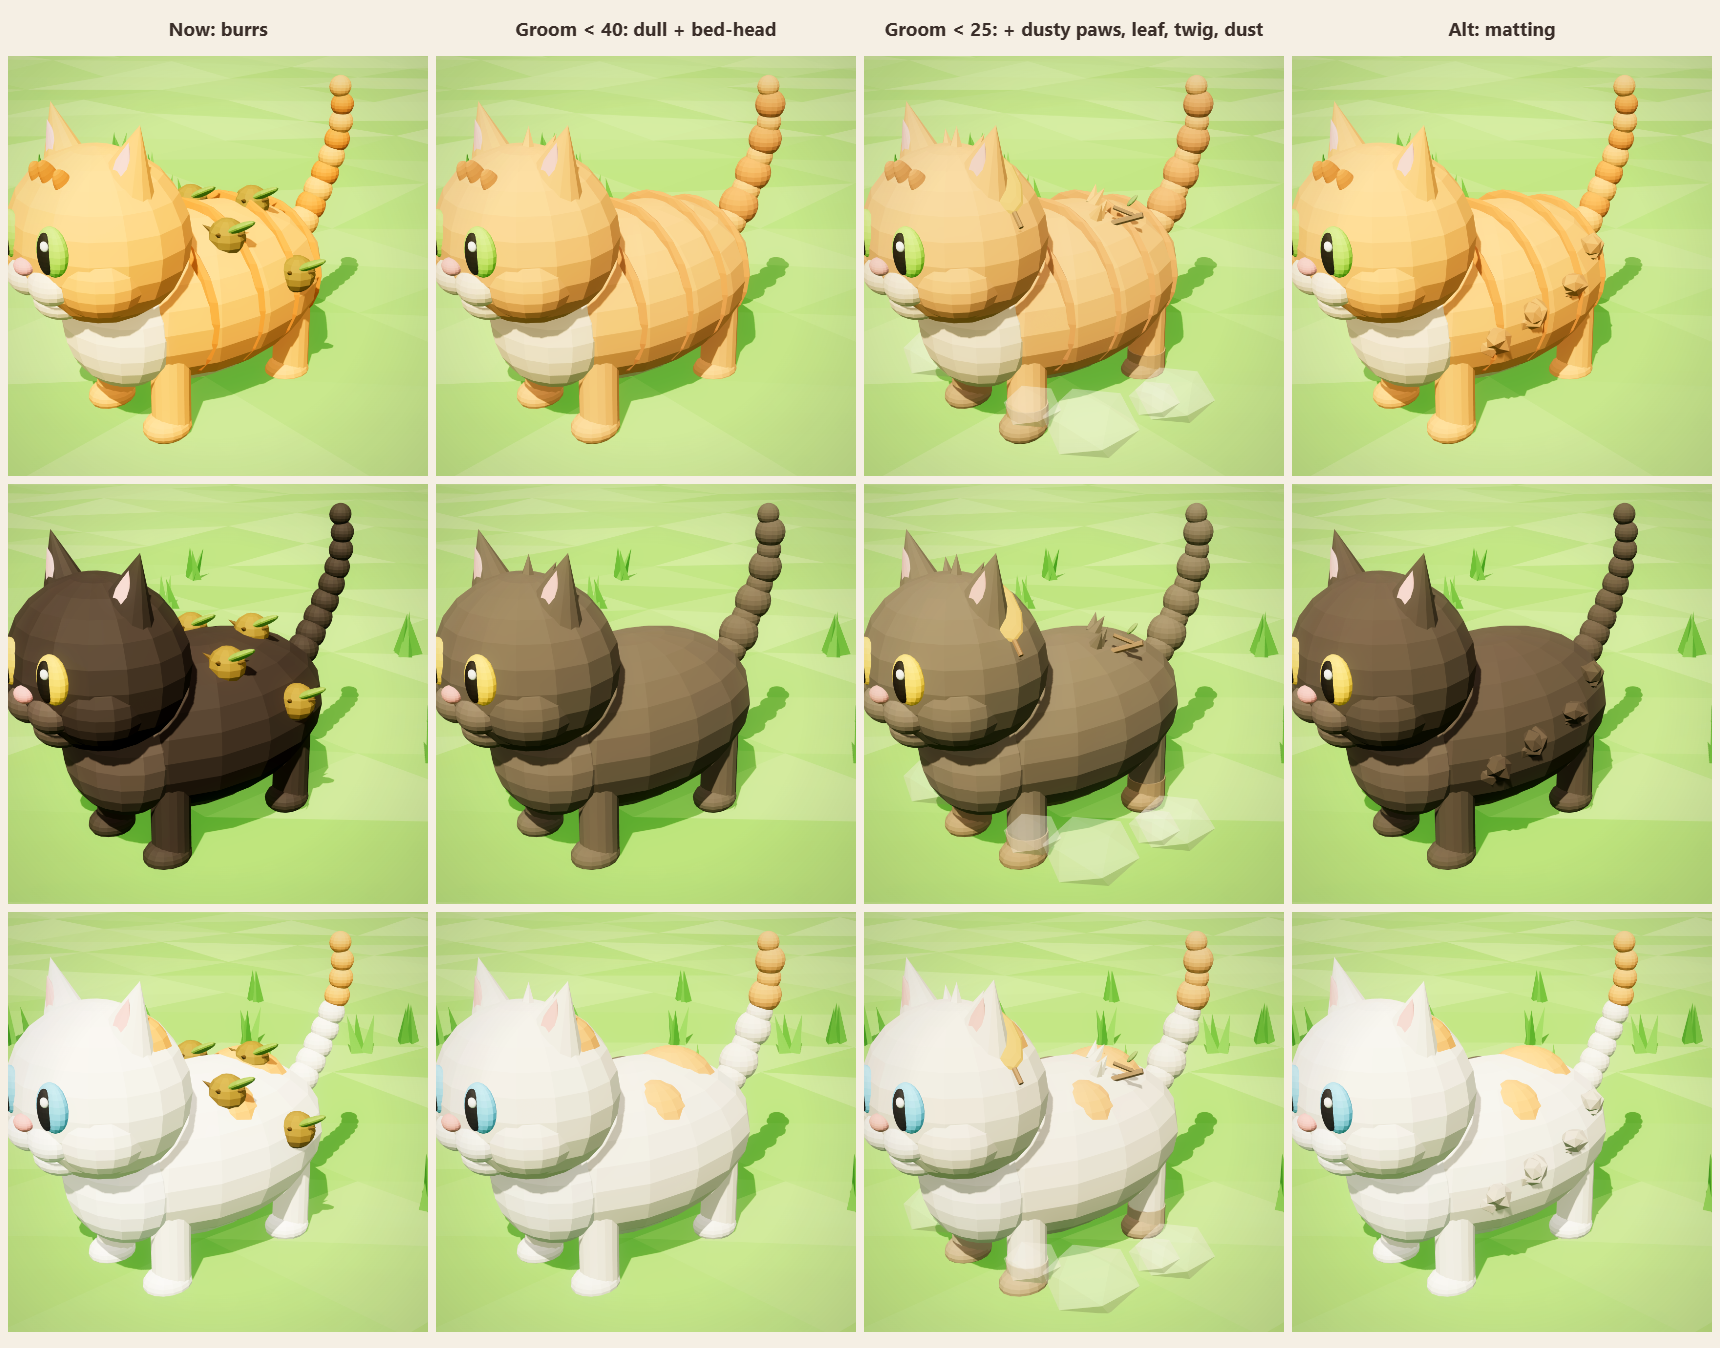 Now: burrs
Groom < 40: dull + bed-head
Groom < 25: + dusty paws, leaf, twig, dust
Alt: matting